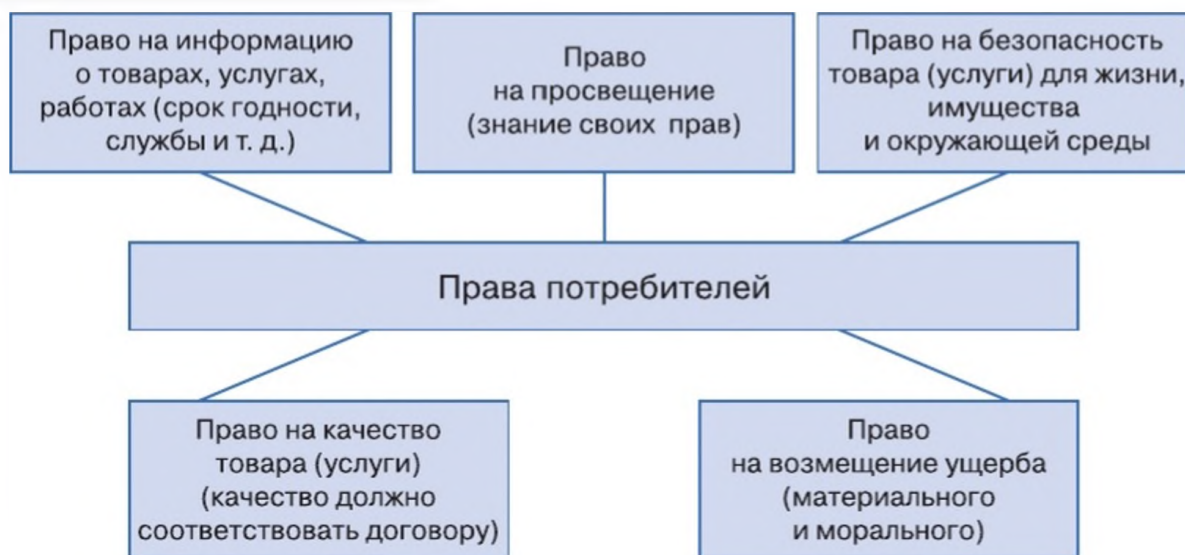 Право на информацию
о товарах, услугах,
работах (срок годности,
службы и т. д.)
Право
на просвещение
(знание своих прав)
Право на безопасность
товара (услуги) для жизни,
имущества
и окружающей среды
Права потребителей
Право на качество
товара (услуги)
(качество должно
соответствовать договору)
Право
на возмещение ущерба
(материального
и морального)